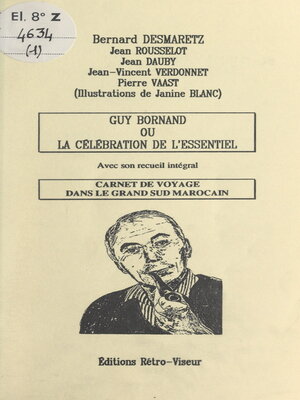 El. 8° Z
4634
(1)
Bernard DESMARETZ
Jean ROUSSELOT
Jean DAUBY
Jean-Vincent VERDONNET
Pierre VAAST
(Illustrations de Janine BLANC)
GUY BORNAND
OU
LA CÉLÉBRATION DE L'ESSENTIEL
Avec son recueil intégral
CARNET DE VOYAGE
DANS LE GRAND SUD MAROCAIN
Éditions Rétro-Viseur